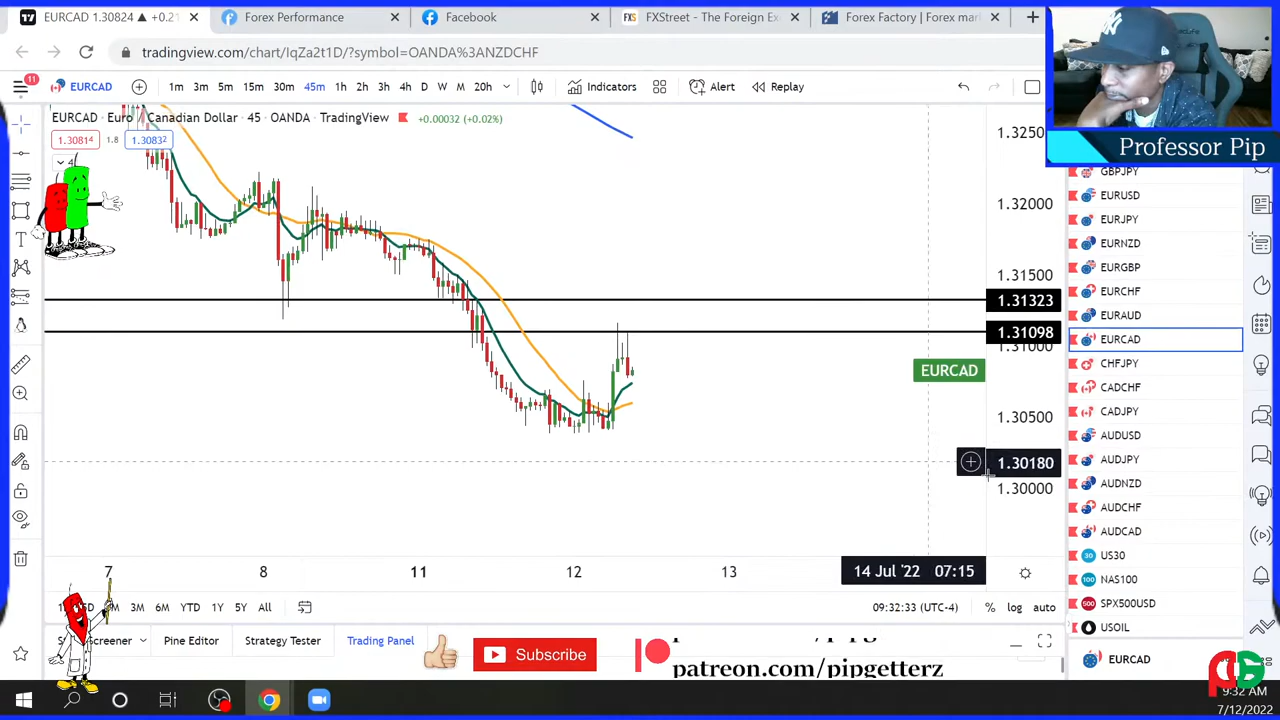 EURCAD 1.30824 ▲ +0.21
Forex Performance
Facebook
FXStreet - The Foreign Ex
Forex Factory | Forex mar
tradingview.com/chart/IqZa2t1D/?symbol=OANDA%3ANZDCHF
11
EURCAD
1m 3m 5m 15m 30m 45m 1h 2h 3h 4h D W M 20h
Indicators
Alert
Replay
EURCAD · Euro / Canadian Dollar · 45 · OANDA · TradingView
+0.00032 (+0.02%)
1.30814
1.8
1.30832
4
Professor Pip
1.3250
1.32000
1.31500
1.31323
1.31098
1.31000
EURCAD
1.30500
1.30180
1.30000
GBPJPY
EURUSD
EURJPY
EURNZD
EURGBP
EURCHF
EURAUD
EURCAD
CHFJPY
CADCHF
CADJPY
AUDUSD
AUDJPY
AUDNZD
AUDCHF
AUDCAD
US30
NAS100
SPX500USD
USOIL
7 8 11 12 13
14 Jul '22 07:15
3M 6M YTD 1Y 5Y All
09:32:33 (UTC-4)
% log auto
Pine Editor
Strategy Tester
Trading Panel
Subscribe
patreon.com/pipgetterz
EURCAD
9:32 AM
7/12/2022